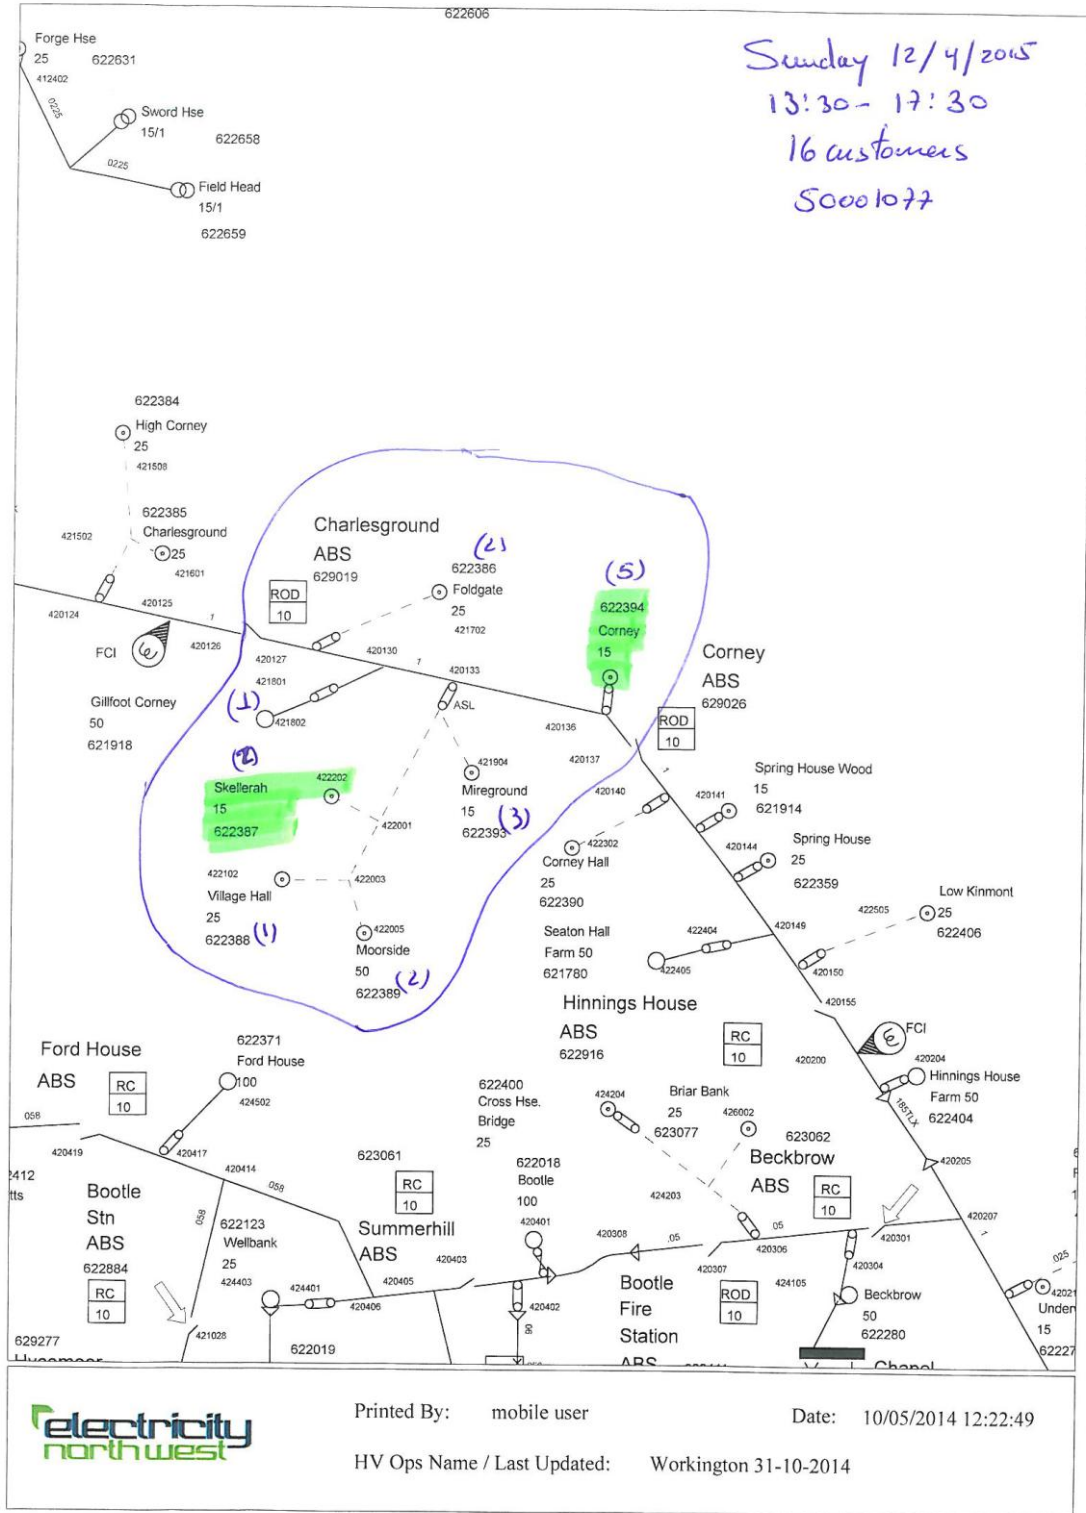 622606
Forge Hse
25
622631
412402
0225
Sword Hse
15/1
622658
0225
Field Head
15/1
622659
Sunday 12/4/2015
13:30 - 17:30
16 customers
50001077
622384
High Corney
25
421508
622385
Charlesground
25
421502
421601
420124
420125
1
420126
FCI
Gillfoot Corney
50
621918
Charlesground
ABS
629019
ROD
10
(2)
622386
Foldgate
25
421702
(5)
622394
Corney
15
Corney
ABS
629026
ROD
10
420127
420130
1
420133
421801
(1)
421802
ASL
420136
420137
Skellerah
422202
15
622387
421904
Mireground
15
(3)
622393
422001
422102
422003
Village Hall
25
622388 (1)
422005
Moorside
50
(2)
622389
1
420140
420141
Spring House Wood
15
621914
422302
Corney Hall
25
622390
420144
Spring House
25
622359
Low Kinmont
422505
25
622406
Seaton Hall
Farm 50
621780
422404
422405
420149
420150
420155
Hinnings House
ABS
622916
RC
10
420200
FCI
420204
Hinnings House
Farm 50
622404
185TLX
420205
Ford House
ABS
RC
10
622371
Ford House
100
424502
058
420419
420417
420414
058
058
Bootle
Stn
ABS
622884
RC
10
622123
Wellbank
25
424403
623061
RC
10
Summerhill
ABS
622400
Cross Hse.
Bridge
25
424204
Briar Bank
25
426002
623077
623062
Beckbrow
ABS
RC
10
622018
Bootle
100
420401
424203
420308
.05
.05
420306
420301
420207
1
025
424401
420406
420405
420403
420402
06
420307
Bootle
Fire
Station
ABS
ROD
10
424105
420304
Beckbrow
50
622280
15
421028
629277
622019
Chapel
electricity
north west
Printed By: mobile user
Date: 10/05/2014 12:22:49
HV Ops Name / Last Updated: Workington 31-10-2014